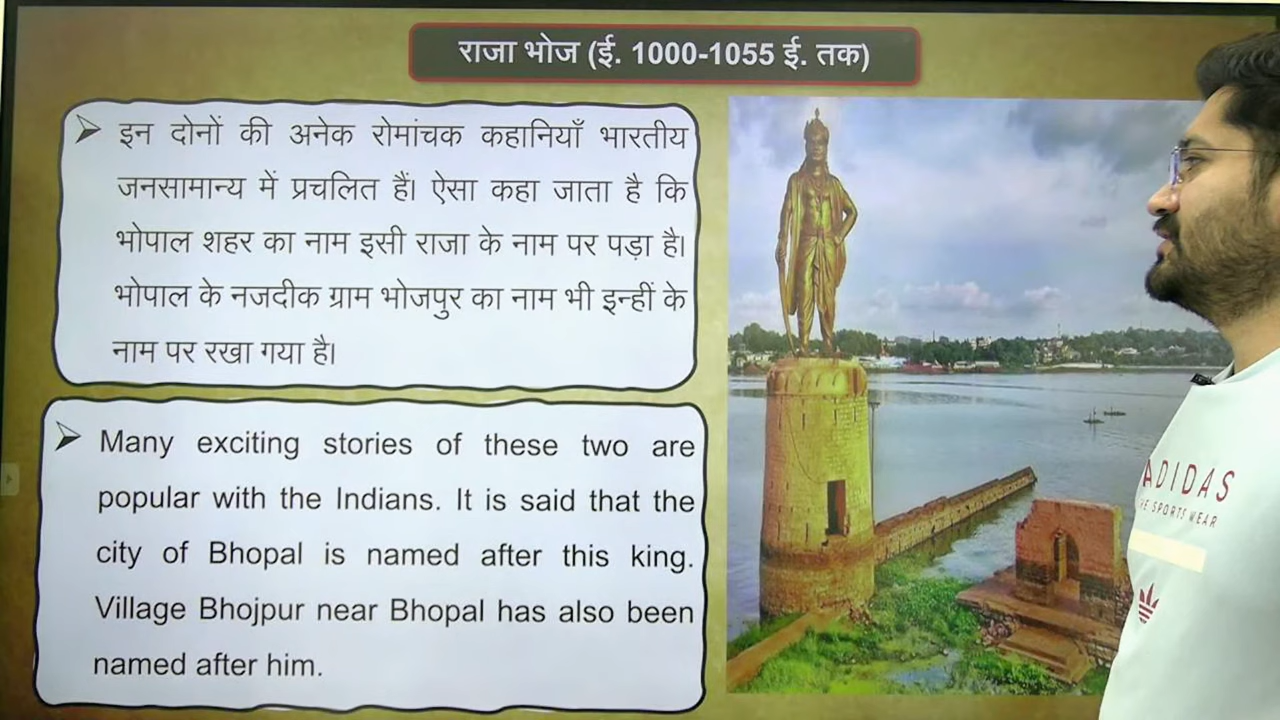 राजा भोज (ई. 1000-1055 ई. तक)
इन दोनों की अनेक रोमांचक कहानियाँ भारतीय
जनसामान्य में प्रचलित हैं। ऐसा कहा जाता है कि
भोपाल शहर का नाम इसी राजा के नाम पर पड़ा है।
भोपाल के नजदीक ग्राम भोजपुर का नाम भी इन्हीं के
नाम पर रखा गया है।
Many exciting stories of these two are
popular with the Indians. It is said that the
city of Bhopal is named after this king.
Village Bhojpur near Bhopal has also been
named after him.
ADIDAS
SPORTS WEAR